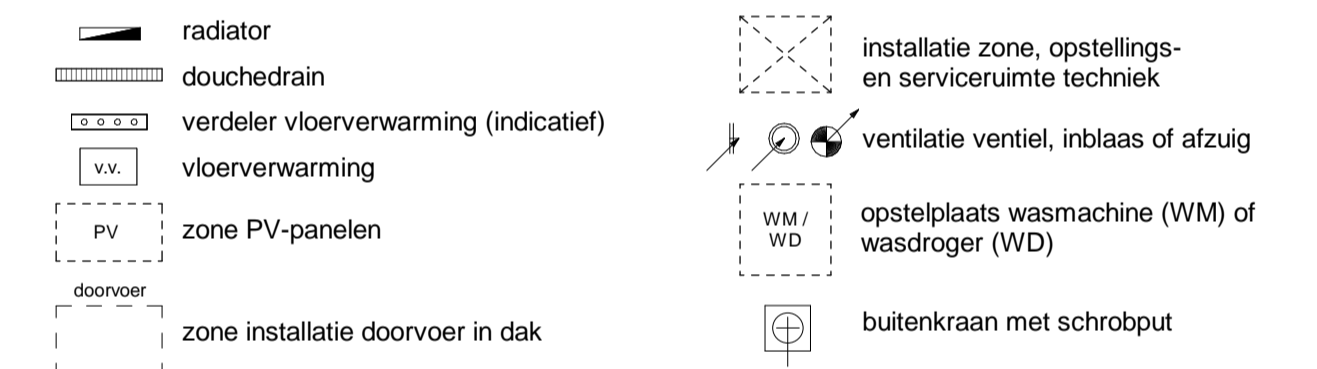 radiator
douchedrain
verdeler vloerverwarming (indicatief)
v.v.
vloerverwarming
PV
zone PV-panelen
doorvoer
zone installatie doorvoer in dak
installatie zone, opstellings-
en serviceruimte techniek
ventilatie ventiel, inblaas of afzuig
WM /
WD
opstelplaats wasmachine (WM) of
wasdroger (WD)
buitenkraan met schrobput